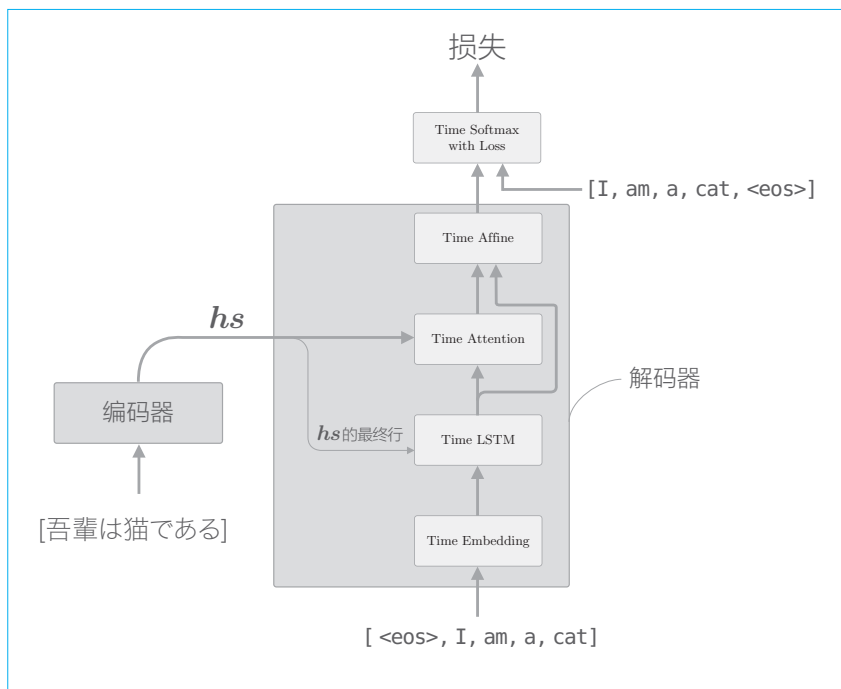 损失
Time Softmax
with Loss
[I, am, a, cat, <eos>]
Time Affine
hs
Time Attention
解码器
编码器
hs的最终行
Time LSTM
[吾輩は猫である]
Time Embedding
[ <eos>, I, am, a, cat]